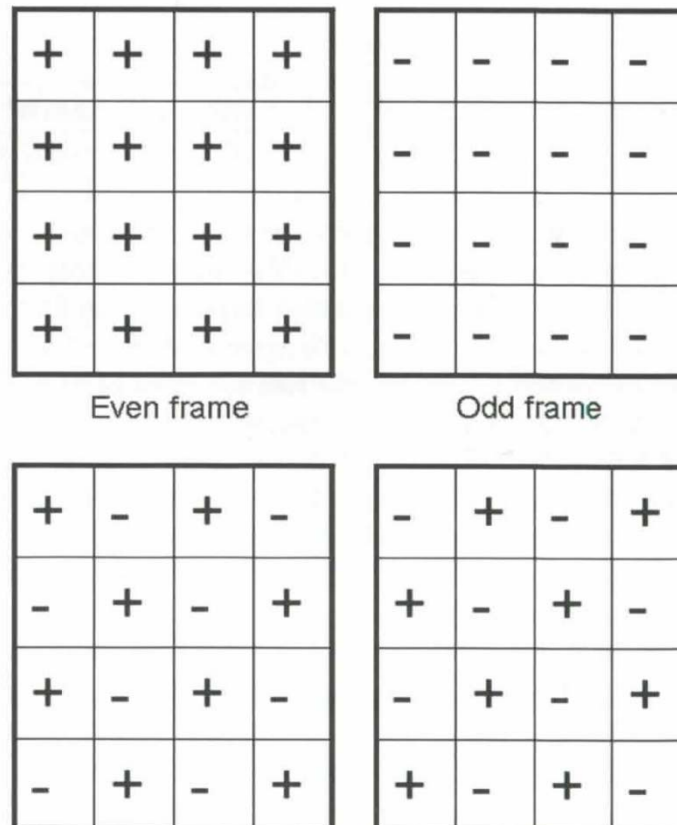 + + + + - - - -
+ + + + - - - -
+ + + + - - - -
+ + + + - - - -
Even frame Odd frame
+ - + - - + - +
- + - + + - + -
+ - + - - + - +
- + - + + - + -